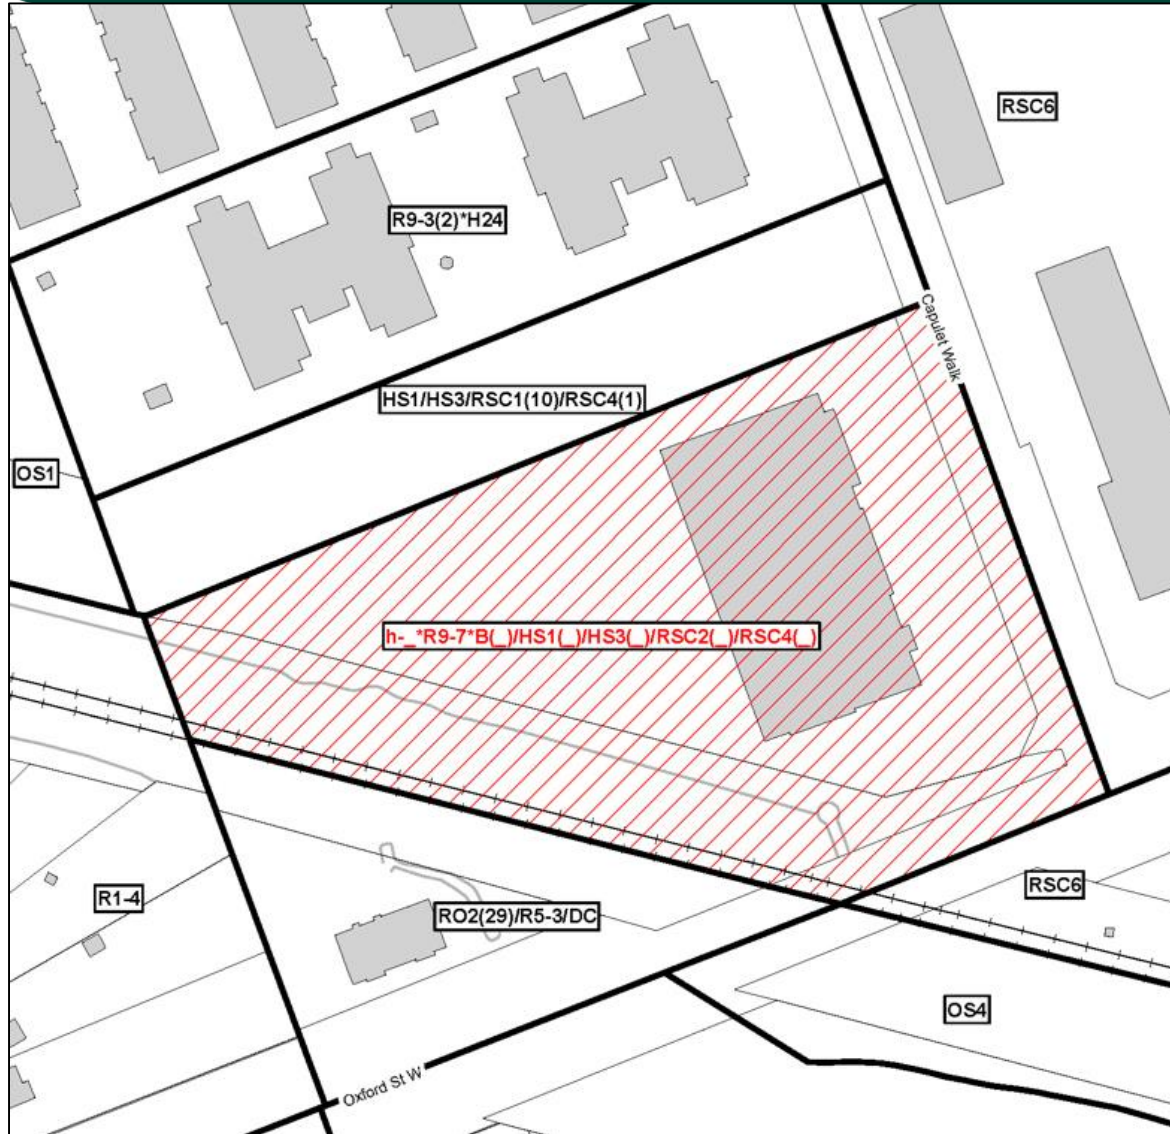 RSC6
R9-3(2)*H24
Capulet Walk
HS1/HS3/RSC1(10)/RSC4(1)
OS1
h-_*R9-7*B(_)/HS1(_)/HS3(_)/RSC2(_)/RSC4(_)
R1-4
RSC6
RO2(29)/R5-3/DC
OS4
Oxford St W